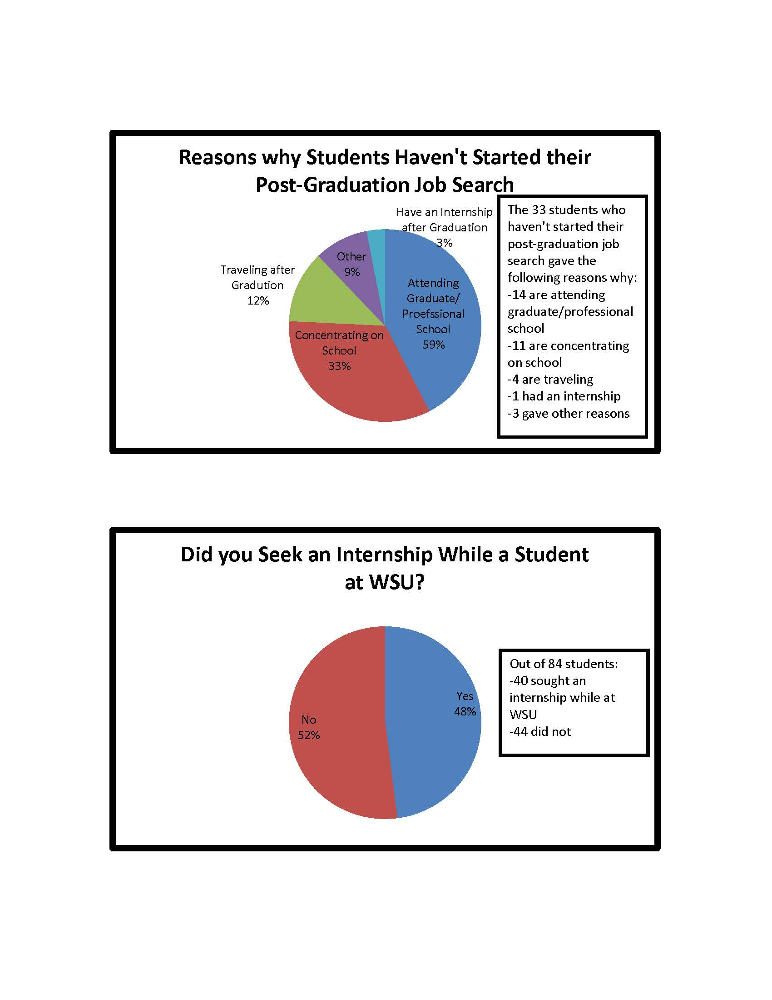 Reasons why Students Haven't Started their
Post-Graduation Job Search
Have an Internship
after Graduation
3%
Other
9%
Traveling after
Gradution
12%
Attending
Graduate/
Proefssional
School
59%
Concentrating on
School
33%
The 33 students who
haven't started their
post-graduation job
search gave the
following reasons why:
-14 are attending
graduate/professional
school
-11 are concentrating
on school
-4 are traveling
-1 had an internship
-3 gave other reasons
Did you Seek an Internship While a Student
at WSU?
Yes
48%
No
52%
Out of 84 students:
-40 sought an
internship while at
WSU
-44 did not